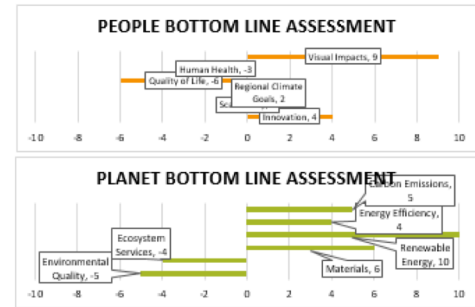 PEOPLE BOTTOM LINE ASSESSMENT
Visual Impacts, 9
Human Health, -3
Quality of Life, -6
Regional Climate
Goals, 2
Innovation, 4
-10 -8 -6 -4 -2 0 2 4 6 8 10
PLANET BOTTOM LINE ASSESSMENT
Carbon Emissions,
5
Energy Efficiency,
4
Ecosystem
Services, -4
Renewable
Energy, 10
Environmental
Quality, -5
Materials, 6
-10 -8 -6 -4 -2 0 2 4 6 8 10